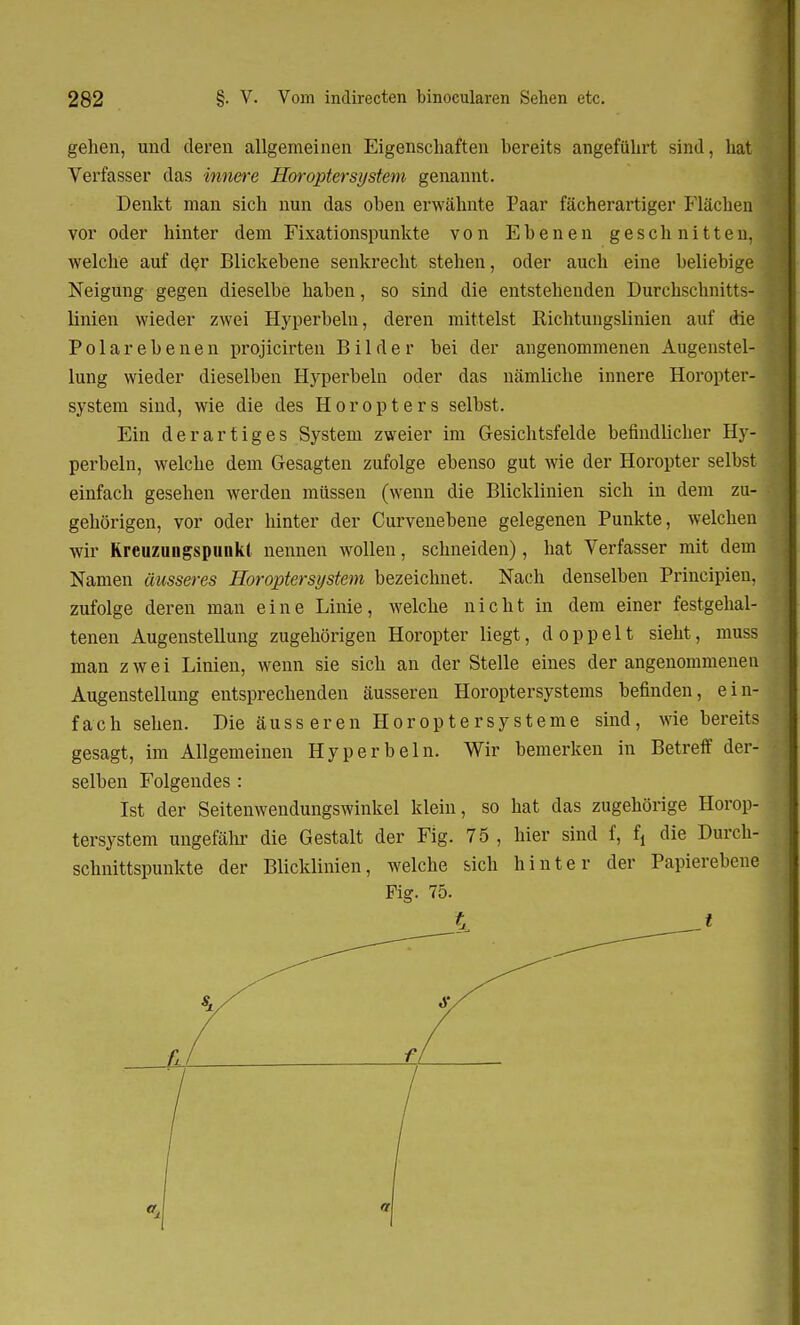 282 §. V. Vom indirecten binocularen Sehen etc.
gehen, und deren allgemeinen Eigenschaften bereits angeführt sind, hat
Verfasser das innere Horoptersystem genannt.
Denkt man sich nun das oben erwähnte Paar fächerartiger Flächen
vor oder hinter dem Fixationspunkte von Ebenen geschnitten,
welche auf der Blickebene senkrecht stehen, oder auch eine beliebige
Neigung gegen dieselbe haben, so sind die entstehenden Durchschnitts-
linien wieder zwei Hyperbeln, deren mittelst Richtungslinien auf die
Polarebenen projicirten Bilder bei der angenommenen Augenstel-
lung wieder dieselben Hyperbeln oder das nämliche innere Horopter-
system sind, wie die des Horopters selbst.
Ein derartiges System zweier im Gesichtsfelde befindlicher Hy-
perbeln, welche dem Gesagten zufolge ebenso gut wie der Horopter selbst
einfach gesehen werden müssen (wenn die Blicklinien sich in dem zu-
gehörigen, vor oder hinter der Curvenebene gelegenen Punkte, welchen
wir Kreuzungspunkt nennen wollen, schneiden), hat Verfasser mit dem
Namen äusseres Horoptersystem bezeichnet. Nach denselben Principien,
zufolge deren man eine Linie, welche nicht in dem einer festgehal-
tenen Augenstellung zugehörigen Horopter liegt, doppelt sieht, muss
man zwei Linien, wenn sie sich an der Stelle eines der angenommenen
Augenstellung entsprechenden äusseren Horoptersystems befinden, ein-
fach sehen. Die äusseren Horoptersysteme sind, wie bereits
gesagt, im Allgemeinen Hyperbeln. Wir bemerken in Betreff der-
selben Folgendes :
Ist der Seitenwendungswinkel klein, so hat das zugehörige Horop-
tersystem ungefähr die Gestalt der Fig. 75 , hier sind f, f₁ die Durch-
schnittspunkte der Blicklinien, welche sich hinter der Papierebene
Fig. 75.
t₁ t
s₁ s
f₁ f
a₁ a